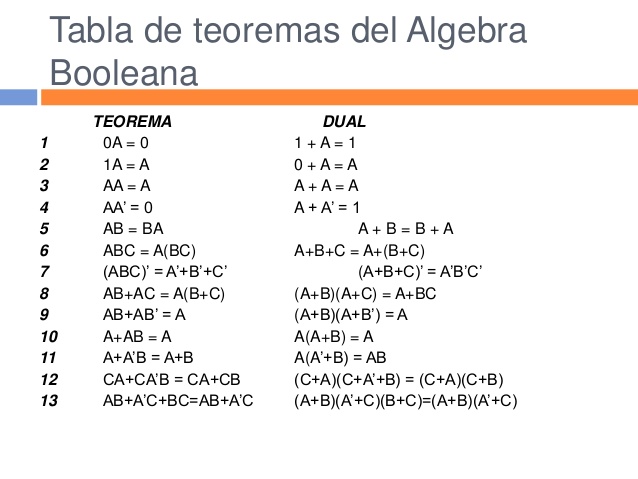 Tabla de teoremas del Algebra
Booleana
TEOREMA DUAL
1 0A = 0 1 + A = 1
2 1A = A 0 + A = A
3 AA = A A + A = A
4 AA’ = 0 A + A’ = 1
5 AB = BA A + B = B + A
6 ABC = A(BC) A+B+C = A+(B+C)
7 (ABC)’ = A’+B’+C’ (A+B+C)’ = A’B’C’
8 AB+AC = A(B+C) (A+B)(A+C) = A+BC
9 AB+AB’ = A (A+B)(A+B’) = A
10 A+AB = A A(A+B) = A
11 A+A’B = A+B A(A’+B) = AB
12 CA+CA’B = CA+CB (C+A)(C+A’+B) = (C+A)(C+B)
13 AB+A’C+BC=AB+A’C (A+B)(A’+C)(B+C)=(A+B)(A’+C)